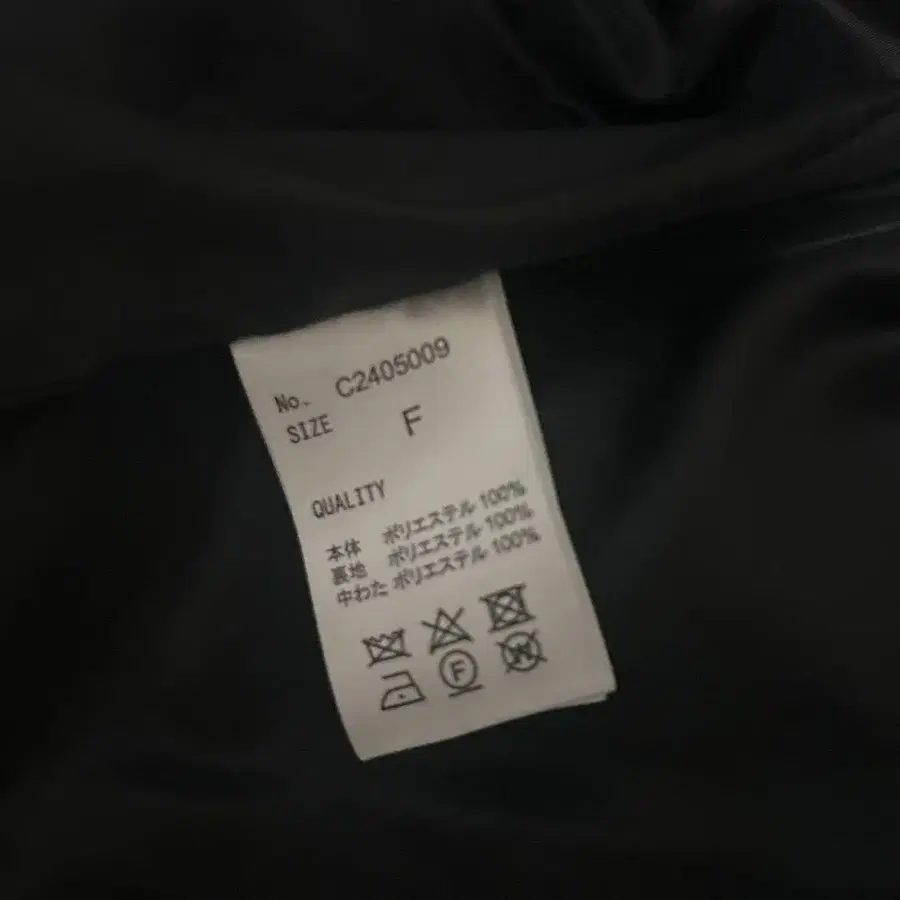 No. C2405009
SIZE F
QUALITY
本体 ポリエステル 100%
裏地 ポリエステル 100%
中わた ポリエステル 100%
F
W